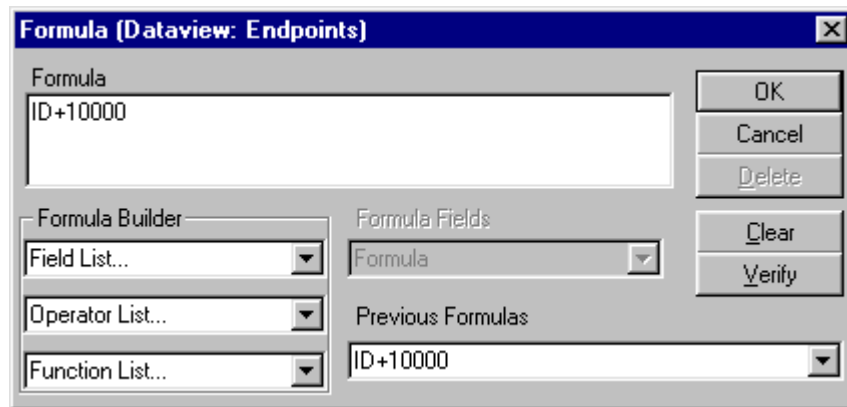 Formula (Dataview: Endpoints)
Formula
ID+10000
OK
Cancel
Delete
Formula Builder
Field List...
Operator List...
Function List...
Formula Fields
Formula
Clear
Verify
Previous Formulas
ID+10000